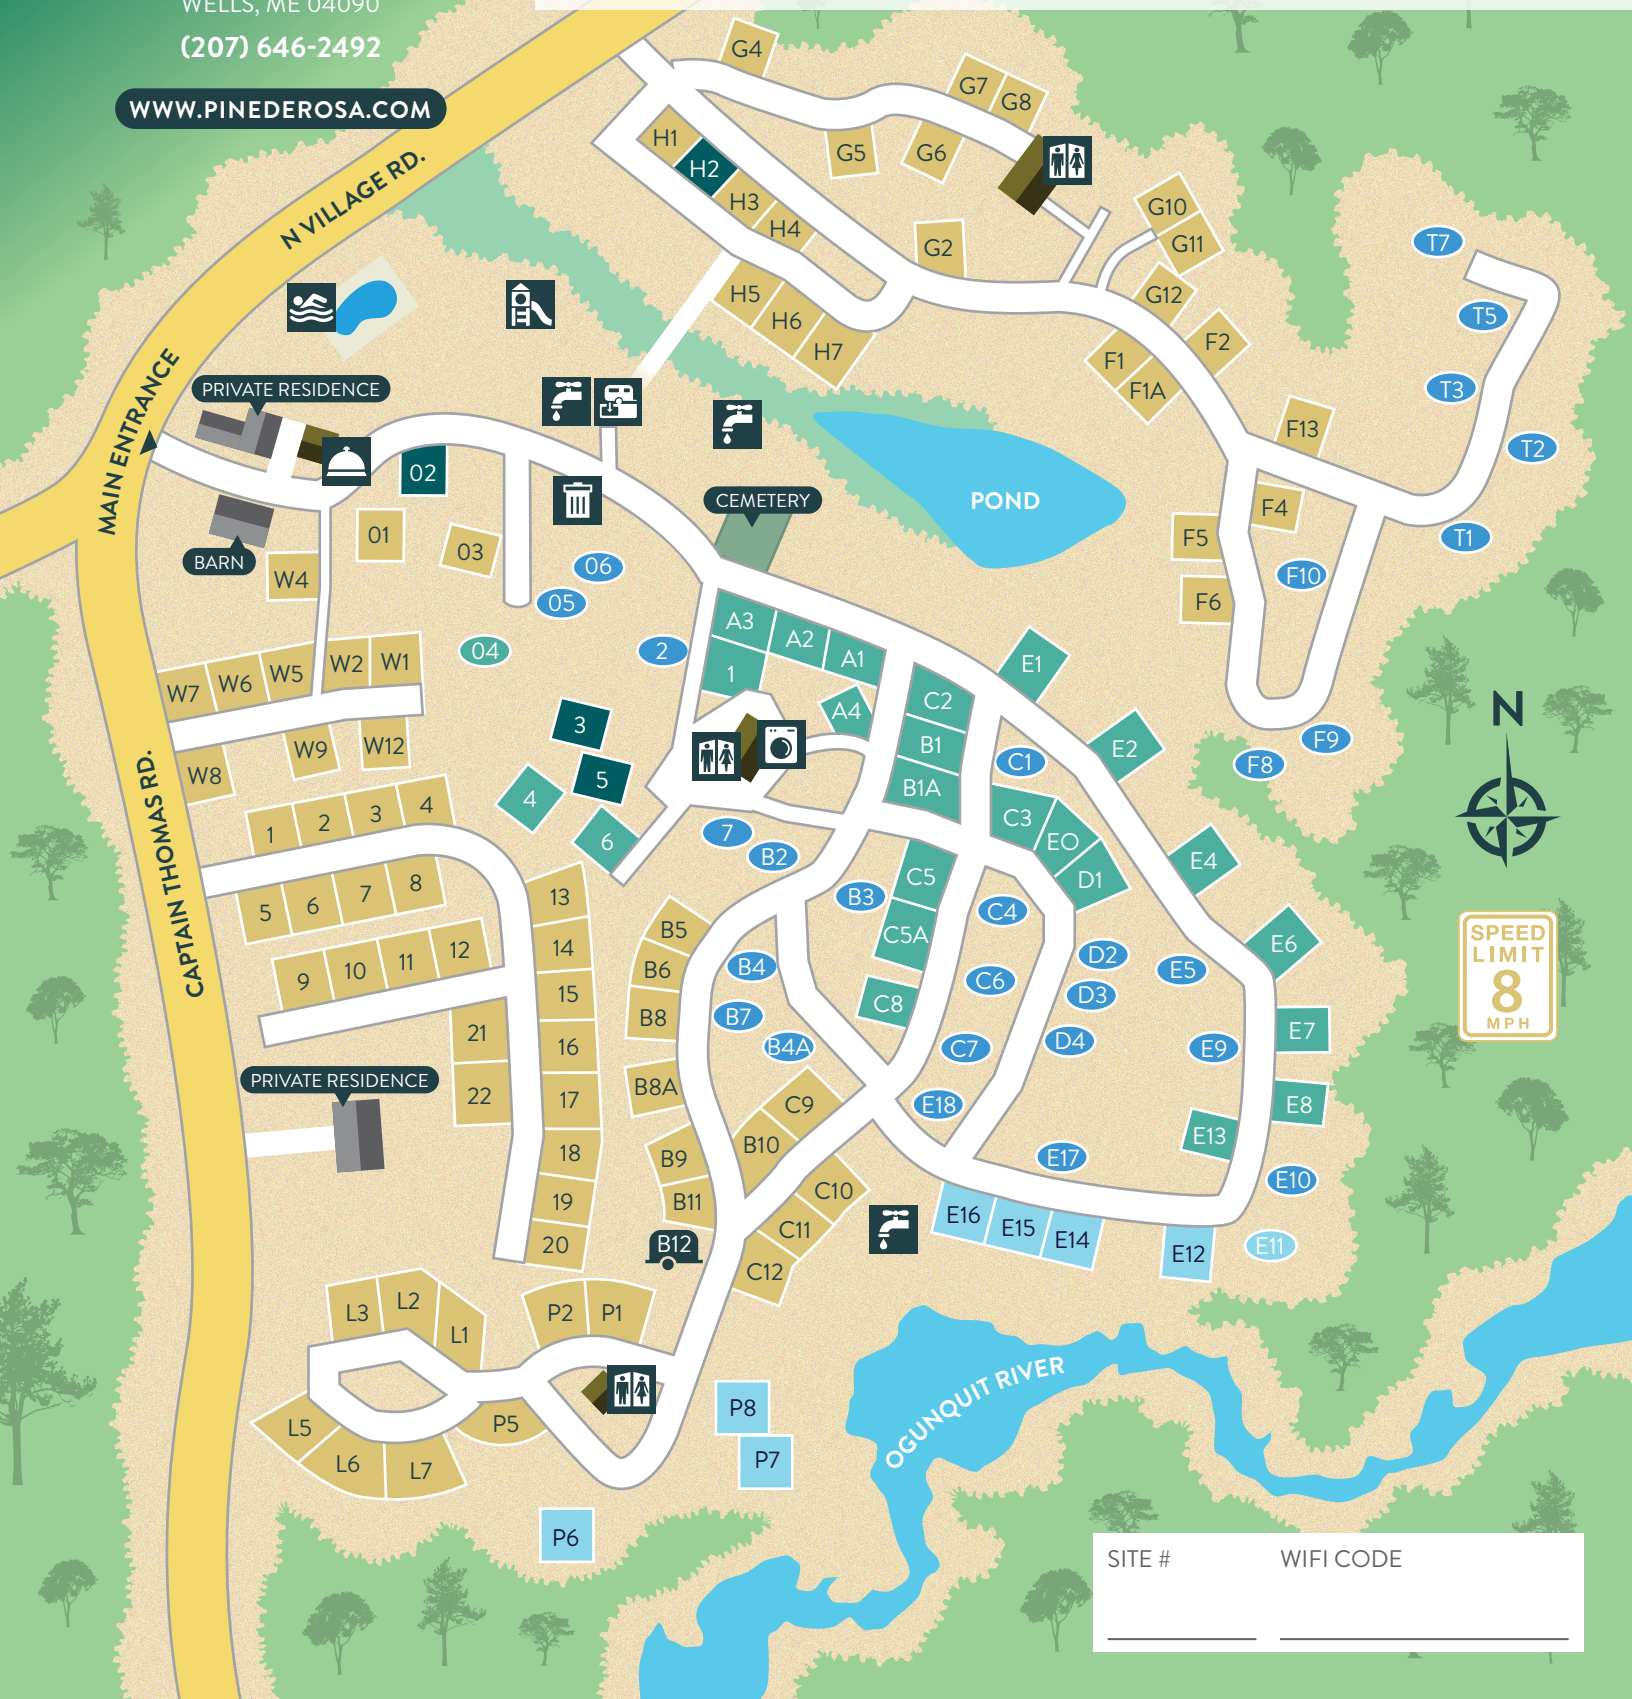 WELLS, ME 04090
(207) 646-2492
WWW.PINEDEROSA.COM
N VILLAGE RD.
MAIN ENTRANCE
CAPTAIN THOMAS RD.
G4
G7
G8
G5
G6
G10
G11
G2
G12
H1
H2
H3
H4
H5
H6
H7
F1
F1A
F2
F13
F4
F5
F10
F6
F9
F8
T7
T5
T3
T2
T1
PRIVATE RESIDENCE
BARN
CEMETERY
POND
02
01
03
06
05
04
W4
W7
W6
W5
W2
W1
W8
W9
W12
2
3
5
4
6
7
A3
A2
A1
1
A4
C2
B1
B1A
C1
E1
E2
C3
EO
D1
E4
B2
B3
C5
C5A
C4
C8
C6
D2
D3
D4
E5
E6
E7
E9
E8
E13
E10
E11
C7
E18
E17
E16
E15
E14
E12
B5
B6
B8
B4
B7
B4A
B8A
C9
B10
B9
B11
B12
C10
C11
C12
1
2
3
4
5
6
7
8
9
10
11
12
13
14
15
16
17
18
19
20
21
22
PRIVATE RESIDENCE
L3
L2
L1
P2
P1
L5
L6
L7
P5
P8
P7
P6
OGUNQUIT RIVER
N
SPEED
LIMIT
8
MPH
SITE #
WIFI CODE